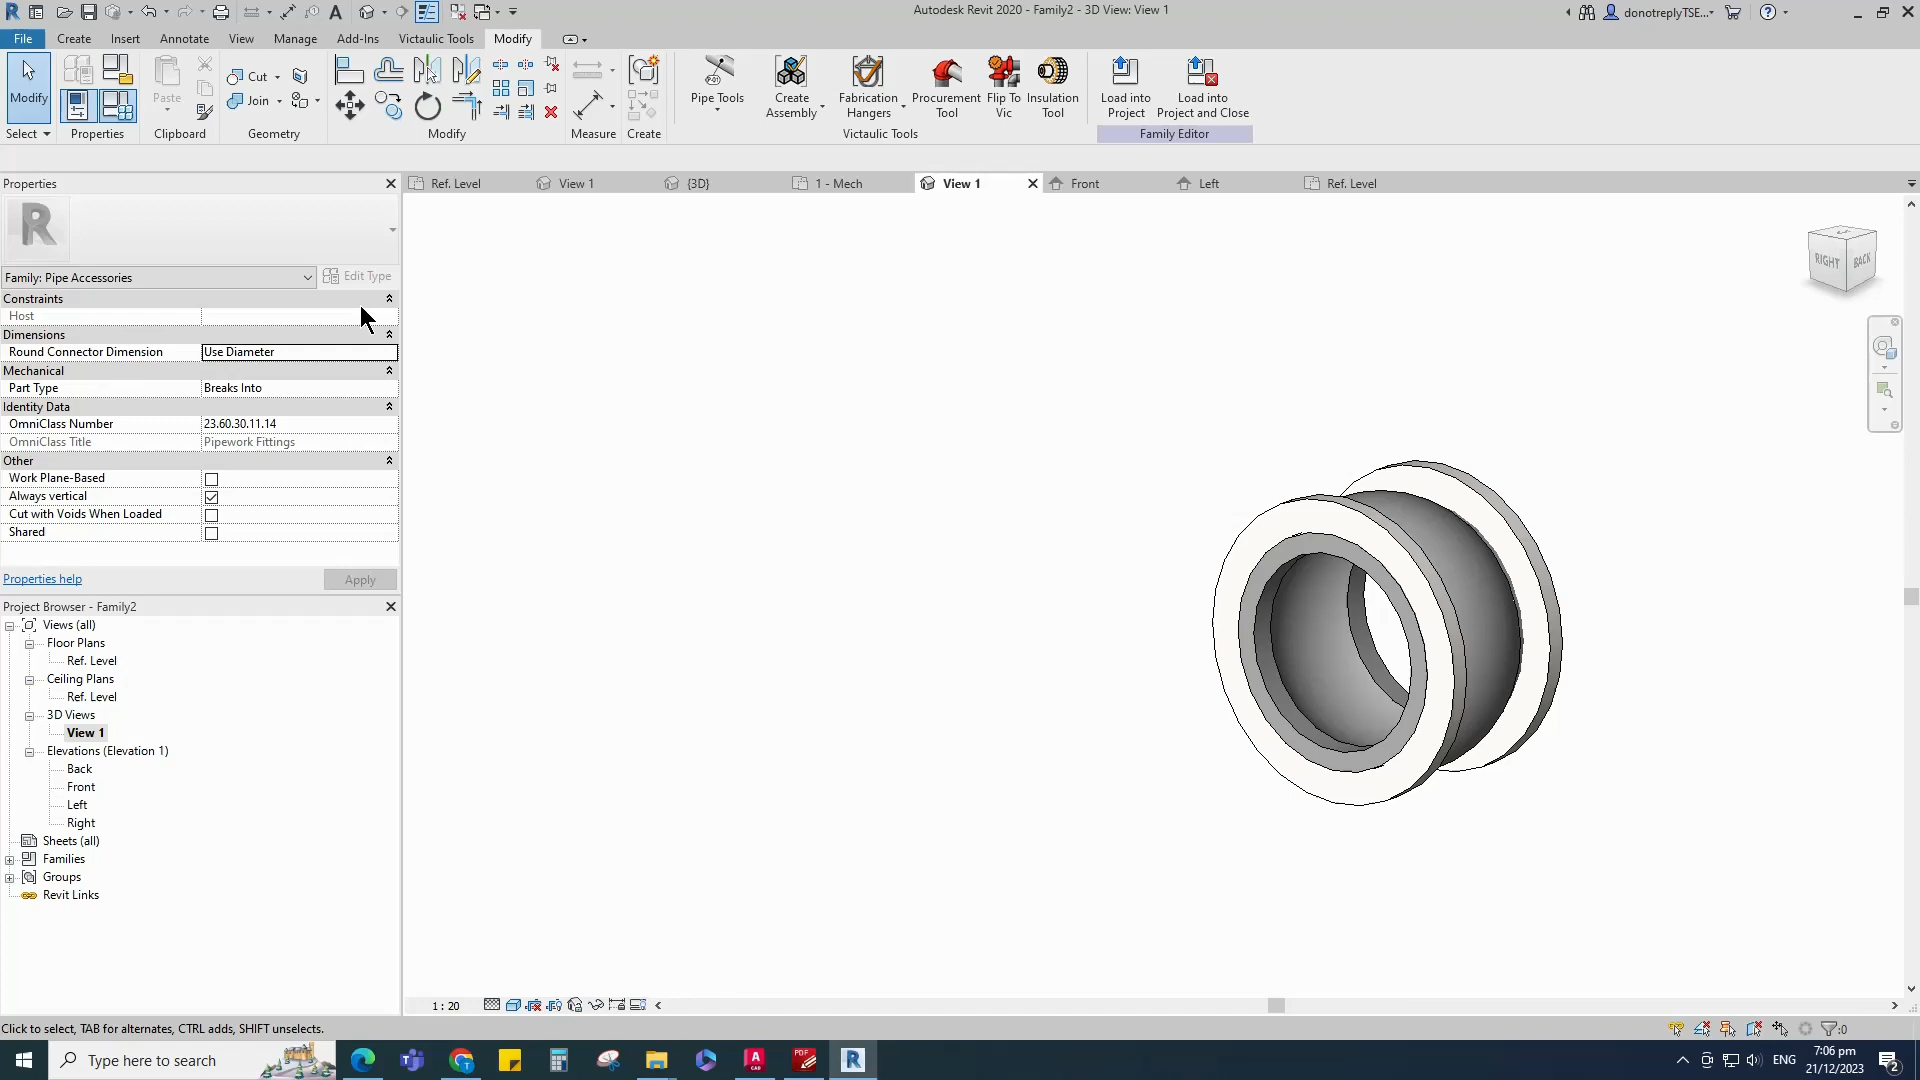 Autodesk Revit 2020 - Family2 - 3D View: View 1
donotreplyTSE...
File
Create
Insert
Annotate
View
Manage
Add-Ins
Victaulic Tools
Modify
Modify
Select
Properties
Paste
Clipboard
Cut
Join
Geometry
Modify
Measure
Create
Pipe Tools
Create Assembly
Fabrication Hangers
Procurement Tool
Flip To Vic
Insulation Tool
Victaulic Tools
Load into Project
Load into Project and Close
Family Editor
Properties
Ref. Level
View 1
{3D}
1 - Mech
View 1
Front
Left
Ref. Level
Family: Pipe Accessories
Edit Type
Constraints
Host
Dimensions
Round Connector Dimension
Use Diameter
Mechanical
Part Type
Breaks Into
Identity Data
OmniClass Number
23.60.30.11.14
OmniClass Title
Pipework Fittings
Other
Work Plane-Based
Always vertical
Cut with Voids When Loaded
Shared
Properties help
Apply
Project Browser - Family2
Views (all)
Floor Plans
Ref. Level
Ceiling Plans
Ref. Level
3D Views
View 1
Elevations (Elevation 1)
Back
Front
Left
Right
Sheets (all)
Families
Groups
Revit Links
RIGHT
BACK
1 : 20
Click to select, TAB for alternates, CTRL adds, SHIFT unselects.
:0
Type here to search
ENG
7:06 pm
21/12/2023
2